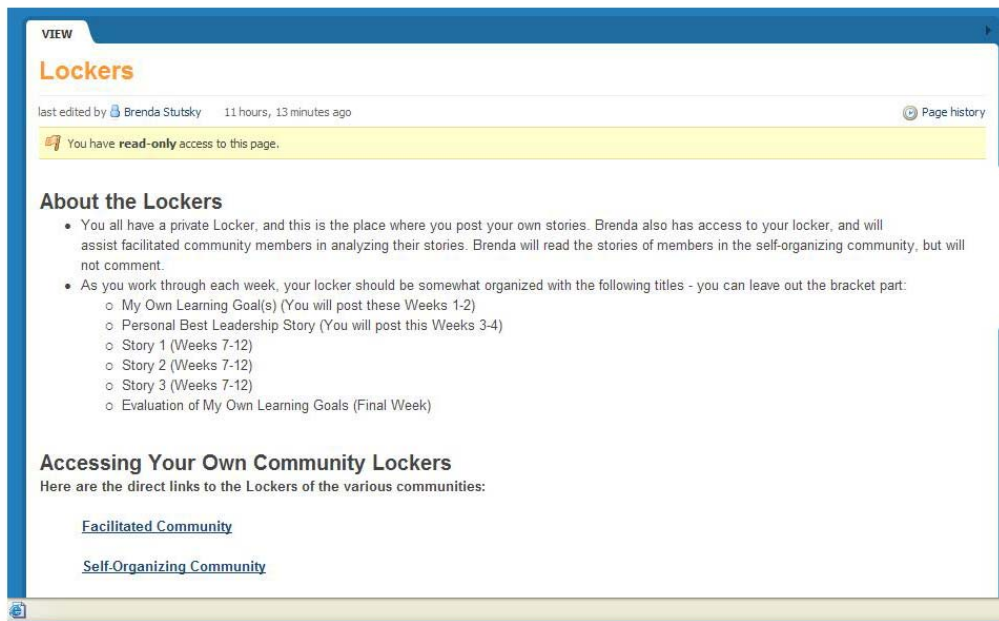 VIEW
Lockers
last edited by Brenda Stutsky 11 hours, 13 minutes ago Page history
You have read-only access to this page.
About the Lockers
• You all have a private Locker, and this is the place where you post your own stories. Brenda also has access to your locker, and will
assist facilitated community members in analyzing their stories. Brenda will read the stories of members in the self-organizing community, but will
not comment.
• As you work through each week, your locker should be somewhat organized with the following titles - you can leave out the bracket part:
○ My Own Learning Goal(s) (You will post these Weeks 1-2)
○ Personal Best Leadership Story (You will post this Weeks 3-4)
○ Story 1 (Weeks 7-12)
○ Story 2 (Weeks 7-12)
○ Story 3 (Weeks 7-12)
○ Evaluation of My Own Learning Goals (Final Week)
Accessing Your Own Community Lockers
Here are the direct links to the Lockers of the various communities:
Facilitated Community
Self-Organizing Community